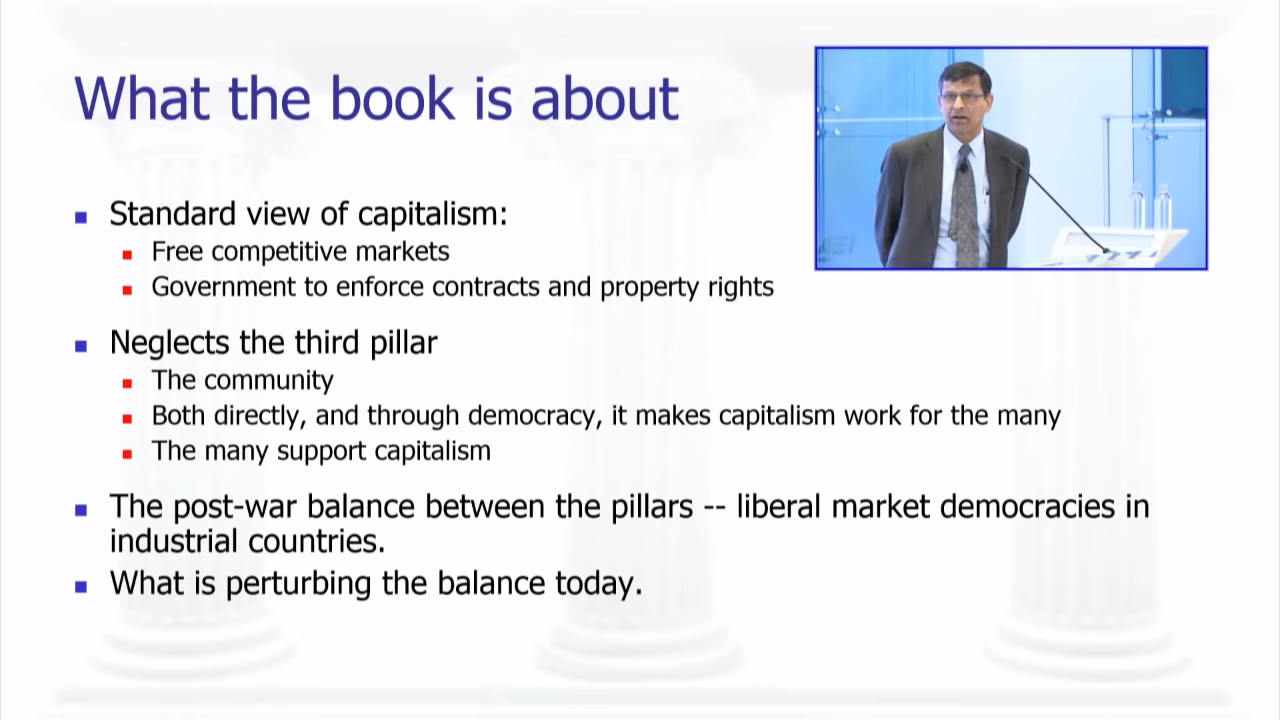 What the book is about
Standard view of capitalism:
Free competitive markets
Government to enforce contracts and property rights
Neglects the third pillar
The community
Both directly, and through democracy, it makes capitalism work for the many
The many support capitalism
The post-war balance between the pillars -- liberal market democracies in
industrial countries.
What is perturbing the balance today.